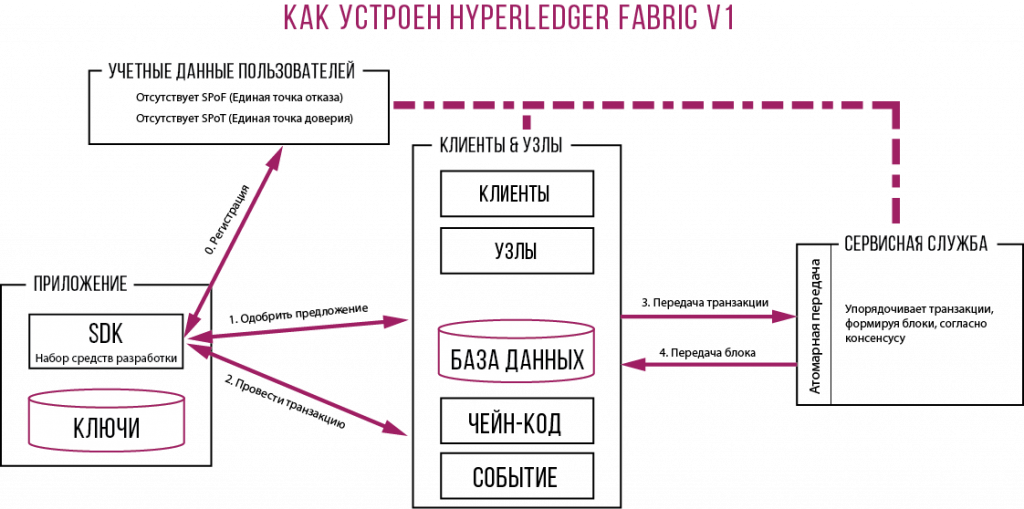 КАК УСТРОЕН HYPERLEDGER FABRIC V1
УЧЕТНЫЕ ДАННЫЕ ПОЛЬЗОВАТЕЛЕЙ
Отсутствует SPoF (Единая точка отказа)
Отсутствует SPoT (Единая точка доверия)
0. Регистрация
ПРИЛОЖЕНИЕ
SDK
Набор средств разработки
КЛЮЧИ
1. Одобрить предложение
2. Провести транзакцию
КЛИЕНТЫ & УЗЛЫ
КЛИЕНТЫ
УЗЛЫ
БАЗА ДАННЫХ
ЧЕЙН-КОД
СОБЫТИЕ
3. Передача транзакции
4. Передача блока
СЕРВИСНАЯ СЛУЖБА
Атомарная передача
Упорядочивает транзакции,
формируя блоки, согласно
консенсусу